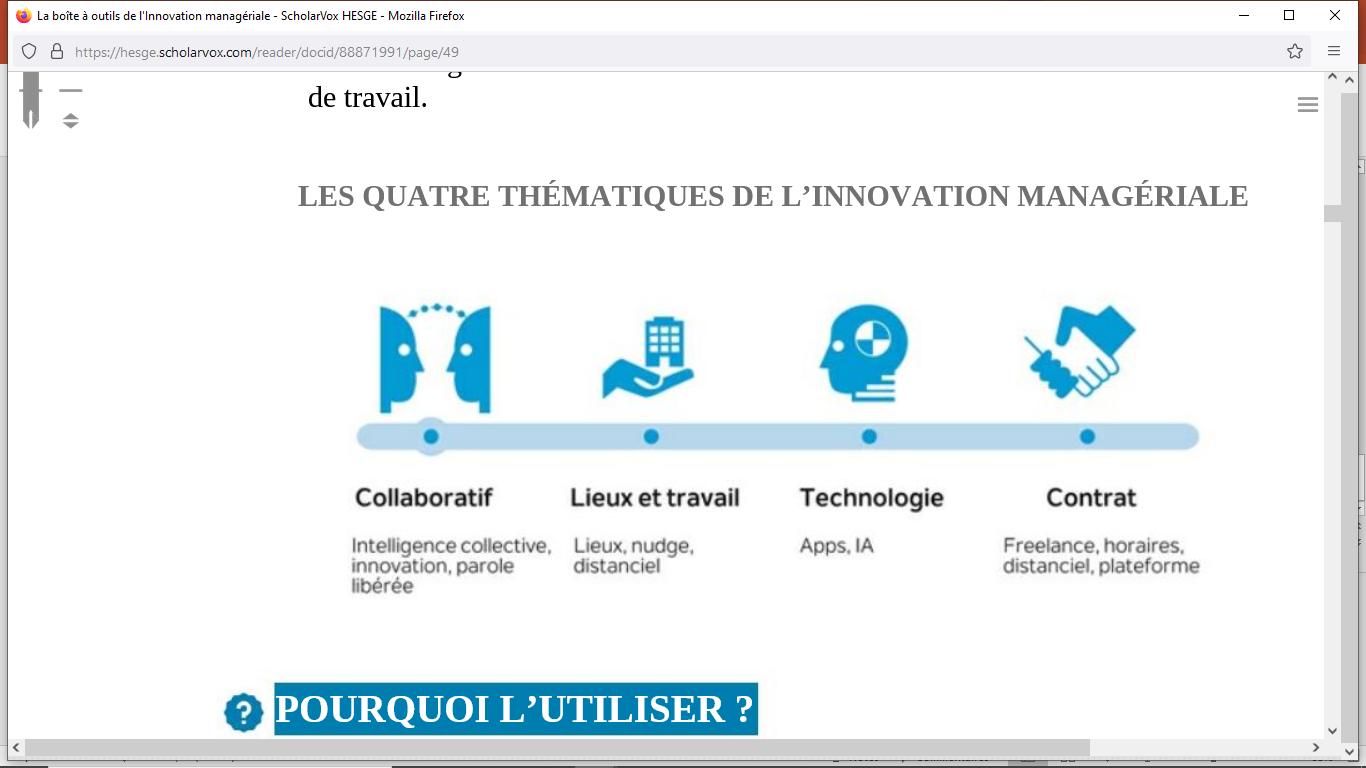 La boîte à outils de l'Innovation managériale - ScholarVox HESGE - Mozilla Firefox
https://hesge.scholarvox.com/reader/docid/88871991/page/49
de travail.
LES QUATRE THÉMATIQUES DE L’INNOVATION MANAGÉRIALE
Collaboratif
Intelligence collective,
innovation, parole
libérée
Lieux et travail
Lieux, nudge,
distanciel
Technologie
Apps, IA
Contrat
Freelance, horaires,
distanciel, plateforme
? POURQUOI L’UTILISER ?